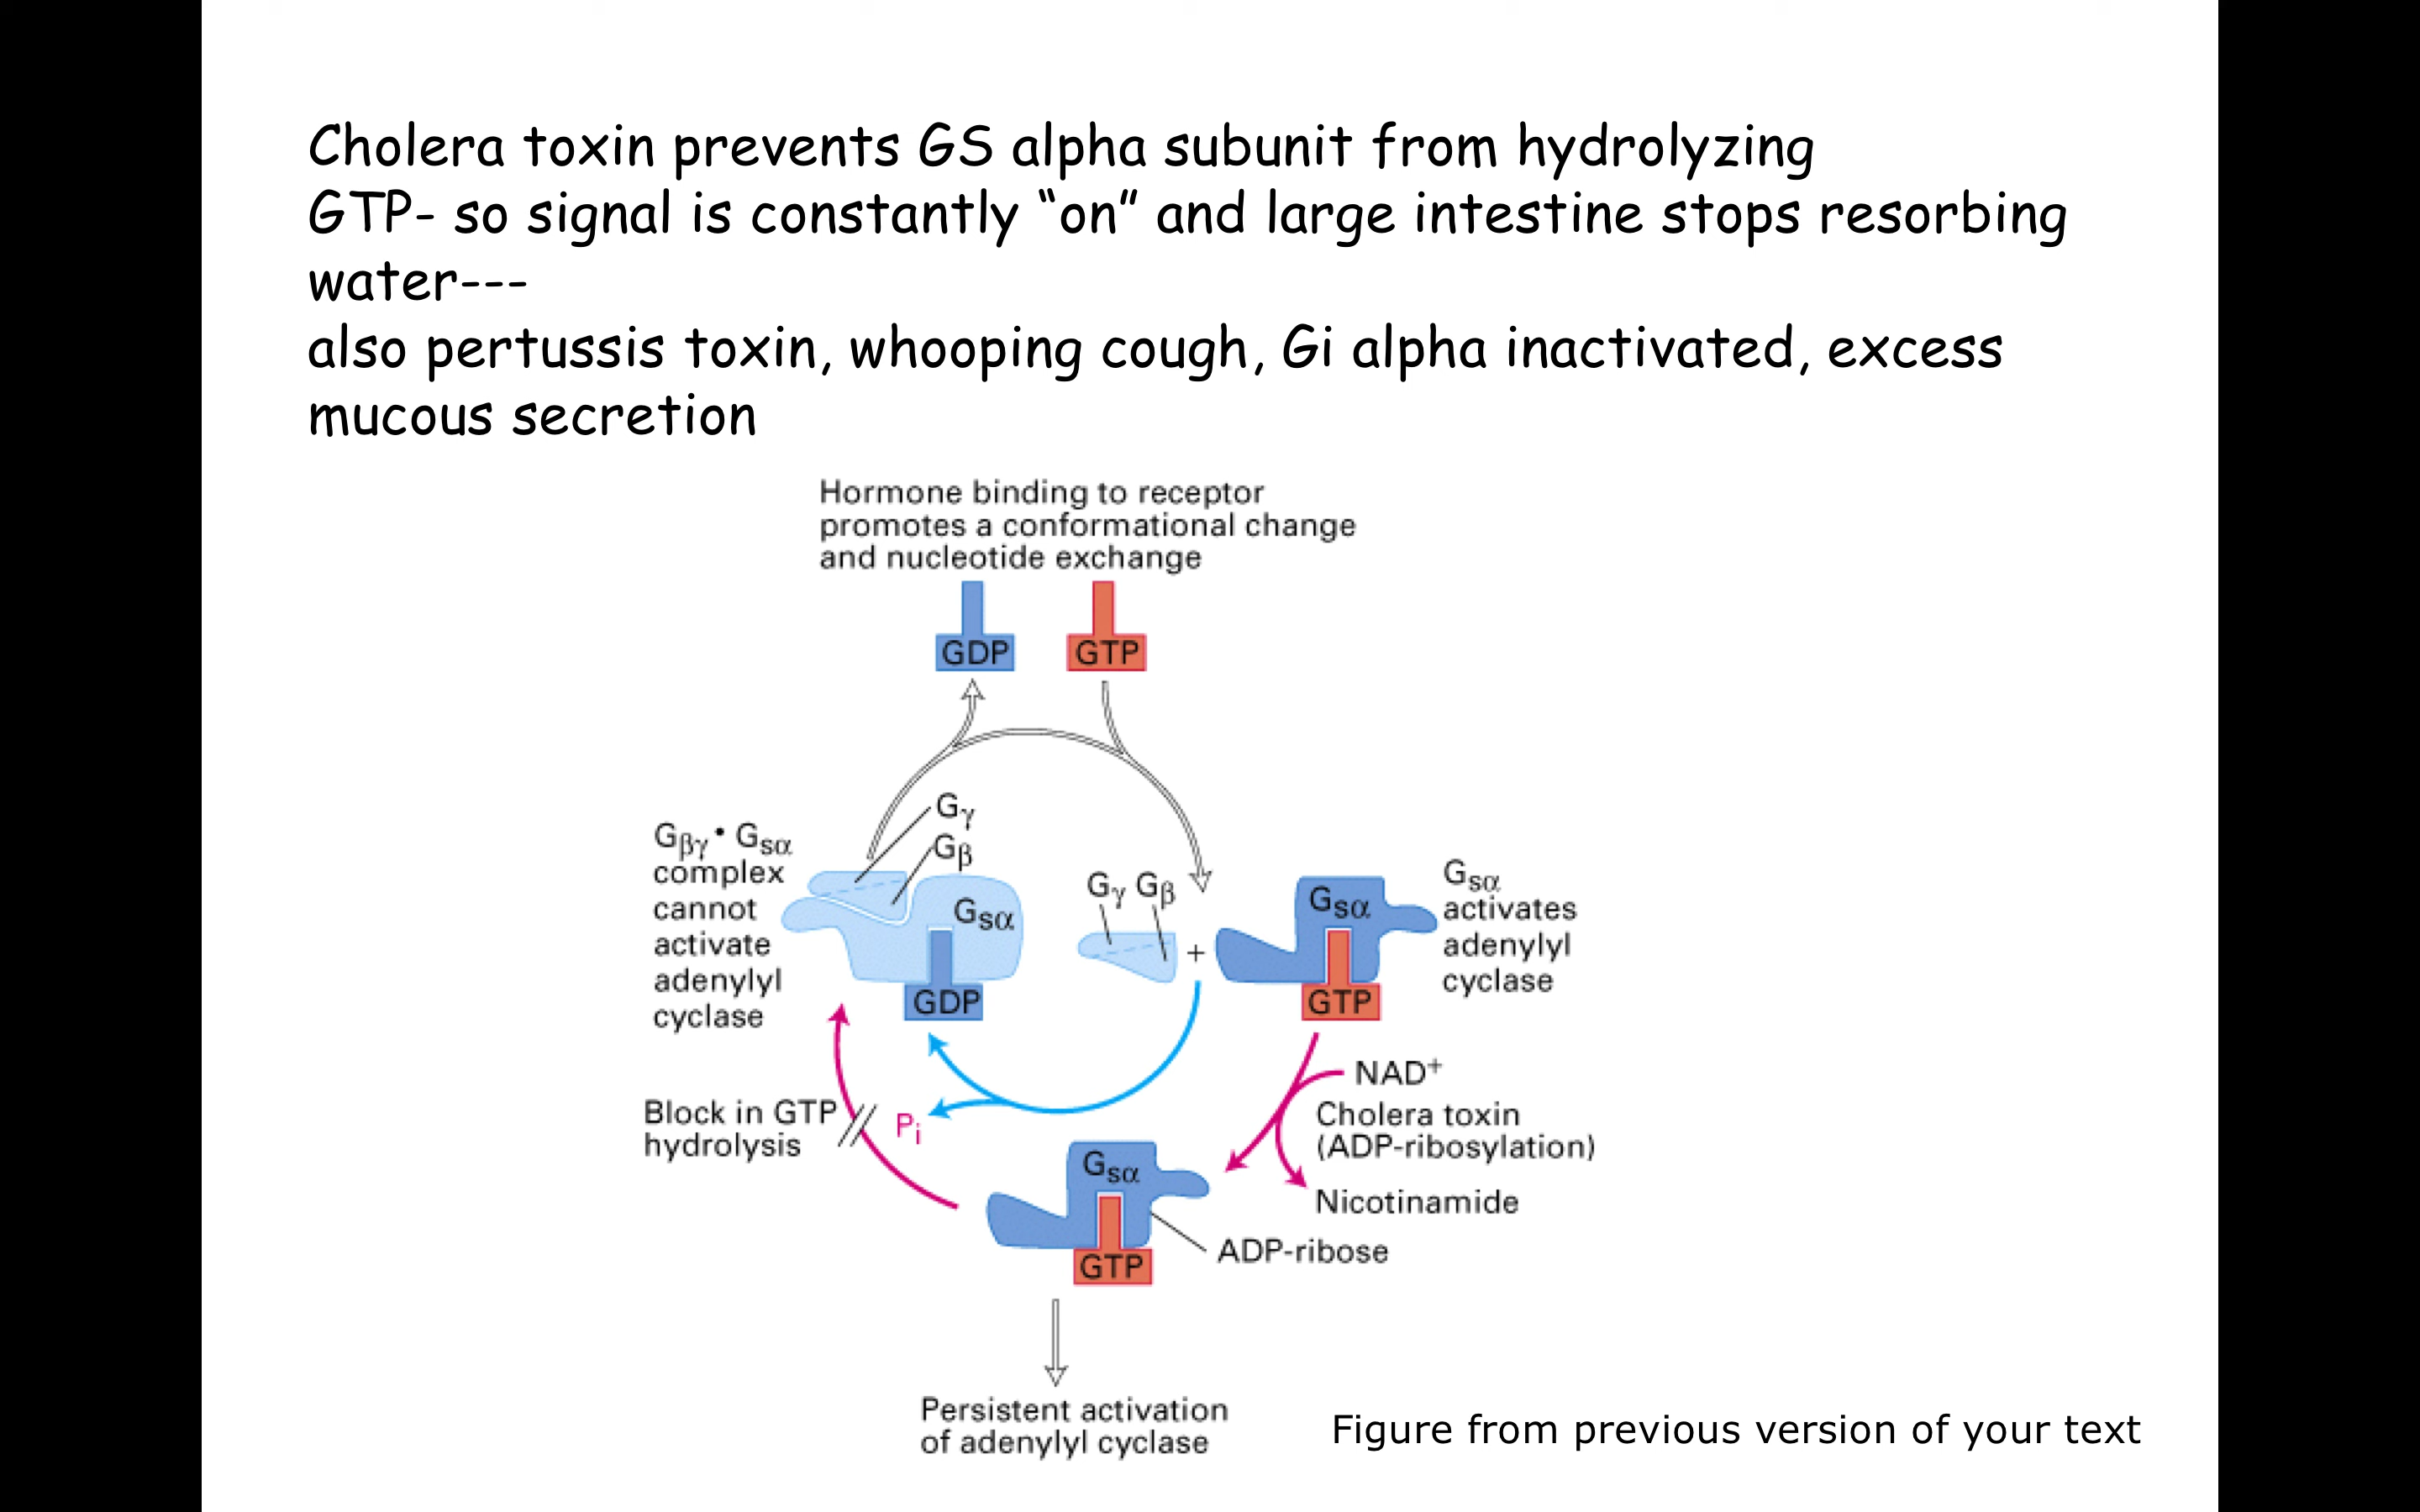 Cholera toxin prevents GS alpha subunit from hydrolyzing
GTP- so signal is constantly “on” and large intestine stops resorbing
water---
also pertussis toxin, whooping cough, Gi alpha inactivated, excess
mucous secretion
Hormone binding to receptor
promotes a conformational change
and nucleotide exchange
GDP
GTP
Gγ
Gβ
Gβγ • Gsα
complex
cannot
activate
adenylyl
cyclase
Gsα
GDP
Gγ Gβ
+
Gsα
GTP
Gsα
activates
adenylyl
cyclase
NAD⁺
Cholera toxin
(ADP-ribosylation)
Nicotinamide
Block in GTP
hydrolysis
Pi
Gsα
GTP
ADP-ribose
Persistent activation
of adenylyl cyclase
Figure from previous version of your text